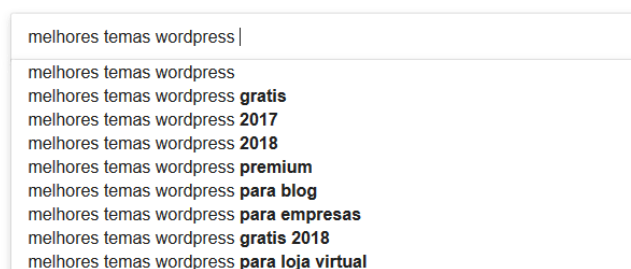 melhores temas wordpress
melhores temas wordpress
melhores temas wordpress gratis
melhores temas wordpress 2017
melhores temas wordpress 2018
melhores temas wordpress premium
melhores temas wordpress para blog
melhores temas wordpress para empresas
melhores temas wordpress gratis 2018
melhores temas wordpress para loja virtual